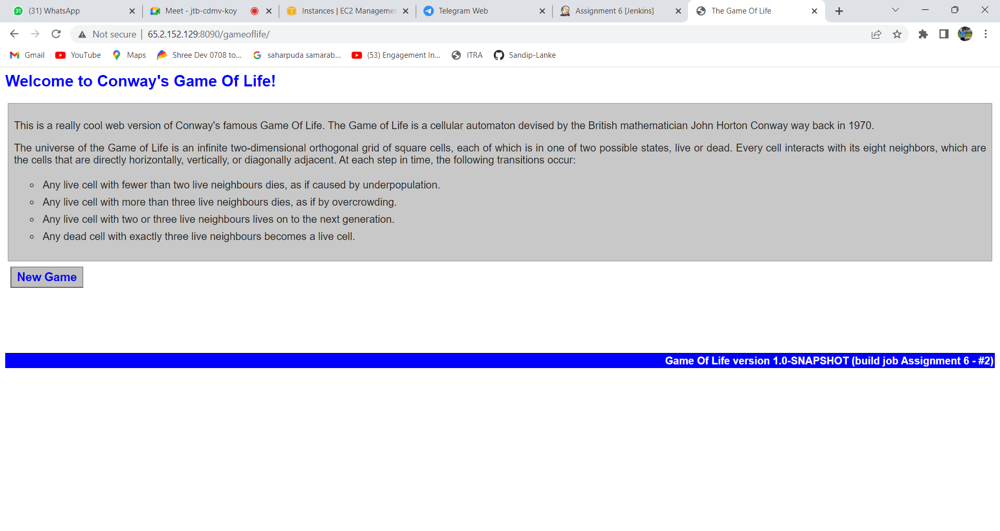 31 (31) WhatsApp
Meet - jtb-cdmv-koy
Instances | EC2 Managemen
Telegram Web
Assignment 6 [Jenkins]
The Game Of Life
Not secure 65.2.152.129:8090/gameoflife/
Gmail
YouTube
Maps
Shree Dev 0708 to...
saharpuda samarab...
(53) Engagement In...
ITRA
Sandip-Lanke
Welcome to Conway's Game Of Life!
This is a really cool web version of Conway's famous Game Of Life. The Game of Life is a cellular automaton devised by the British mathematician John Horton Conway way back in 1970.
The universe of the Game of Life is an infinite two-dimensional orthogonal grid of square cells, each of which is in one of two possible states, live or dead. Every cell interacts with its eight neighbors, which are
the cells that are directly horizontally, vertically, or diagonally adjacent. At each step in time, the following transitions occur:
Any live cell with fewer than two live neighbours dies, as if caused by underpopulation.
Any live cell with more than three live neighbours dies, as if by overcrowding.
Any live cell with two or three live neighbours lives on to the next generation.
Any dead cell with exactly three live neighbours becomes a live cell.
New Game
Game Of Life version 1.0-SNAPSHOT (build job Assignment 6 - #2)